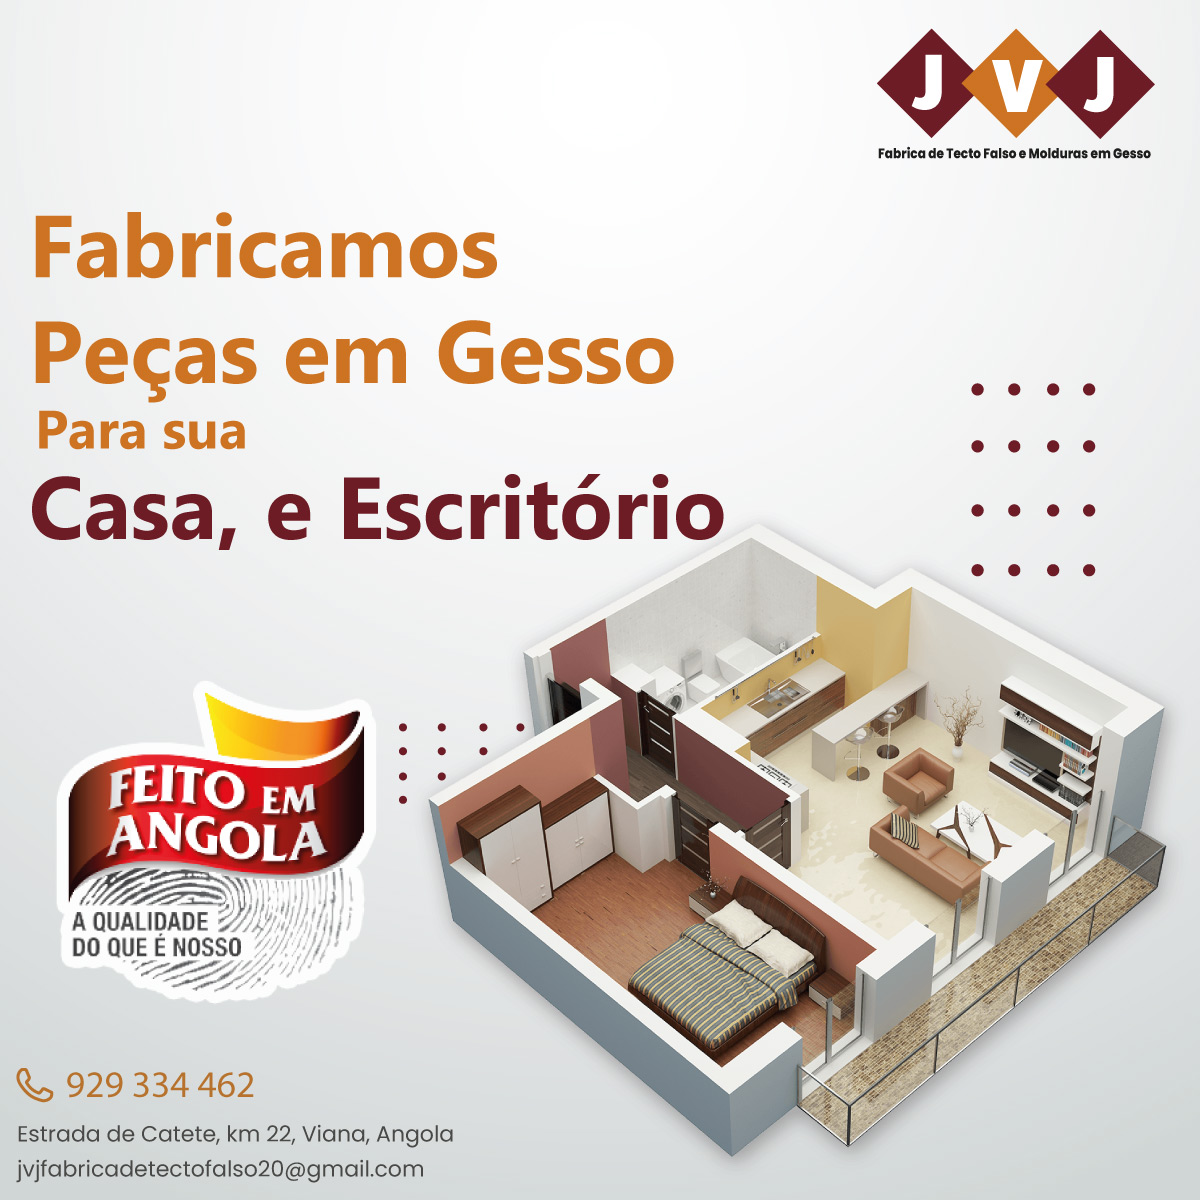 JVJ
Fabrica de Tecto Falso e Molduras em Gesso
Fabricamos
Peças em Gesso
Para sua
Casa, e Escritório
FEITO EM
ANGOLA
A QUALIDADE
DO QUE É NOSSO
929 334 462
Estrada de Catete, km 22, Viana, Angola
jvjfabricadetectofalso20@gmail.com